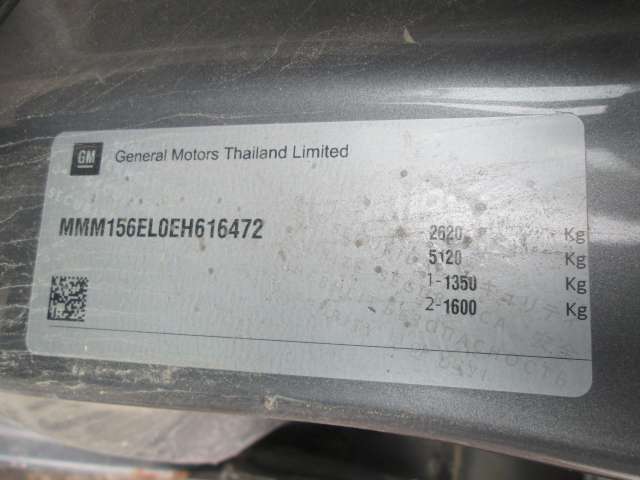 GM General Motors Thailand Limited
MMM156EL0EH616472
2620 Kg
5120 Kg
1-1350 Kg
2-1600 Kg